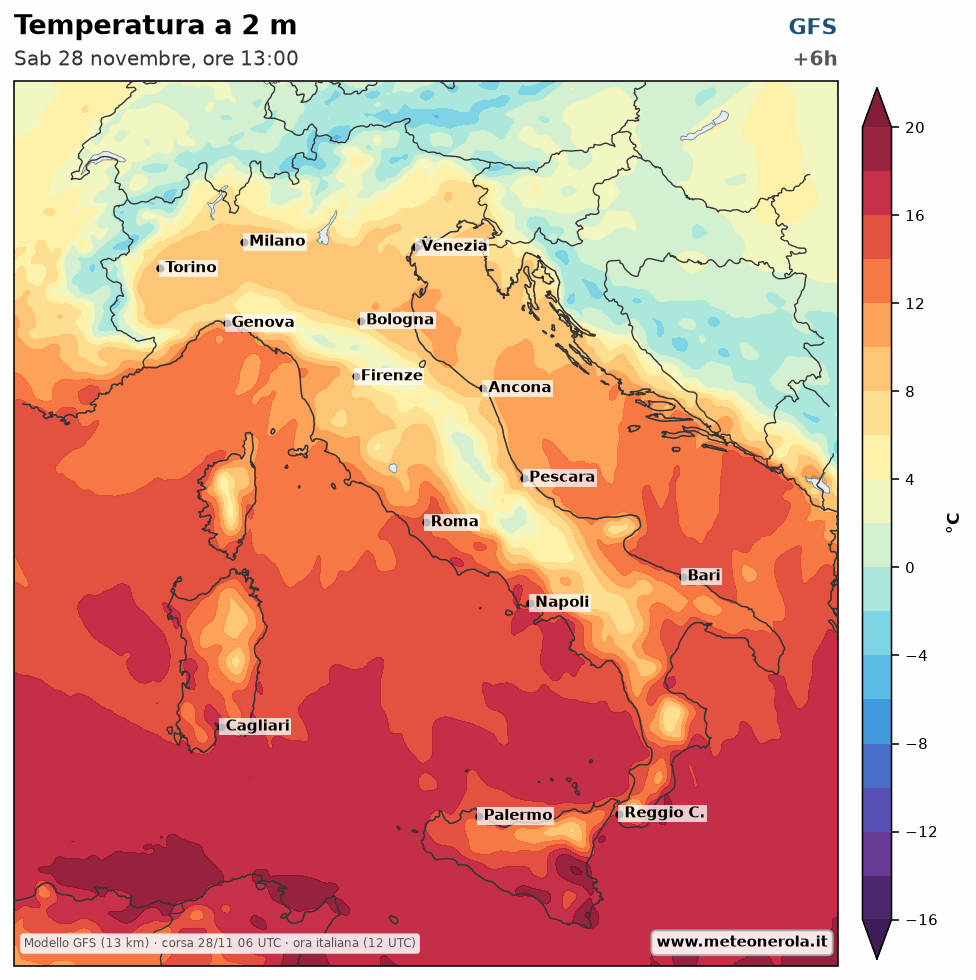 Temperatura a 2 m
GFS
Sab 28 novembre, ore 13:00
+6h
Milano
Venezia
Torino
Genova
Bologna
Firenze
Ancona
Pescara
Roma
Bari
Napoli
Cagliari
Palermo
Reggio C.
20
16
12
8
4
0
−4
−8
−12
−16
°C
Modello GFS (13 km) · corsa 28/11 06 UTC · ora italiana (12 UTC)
www.meteonerola.it